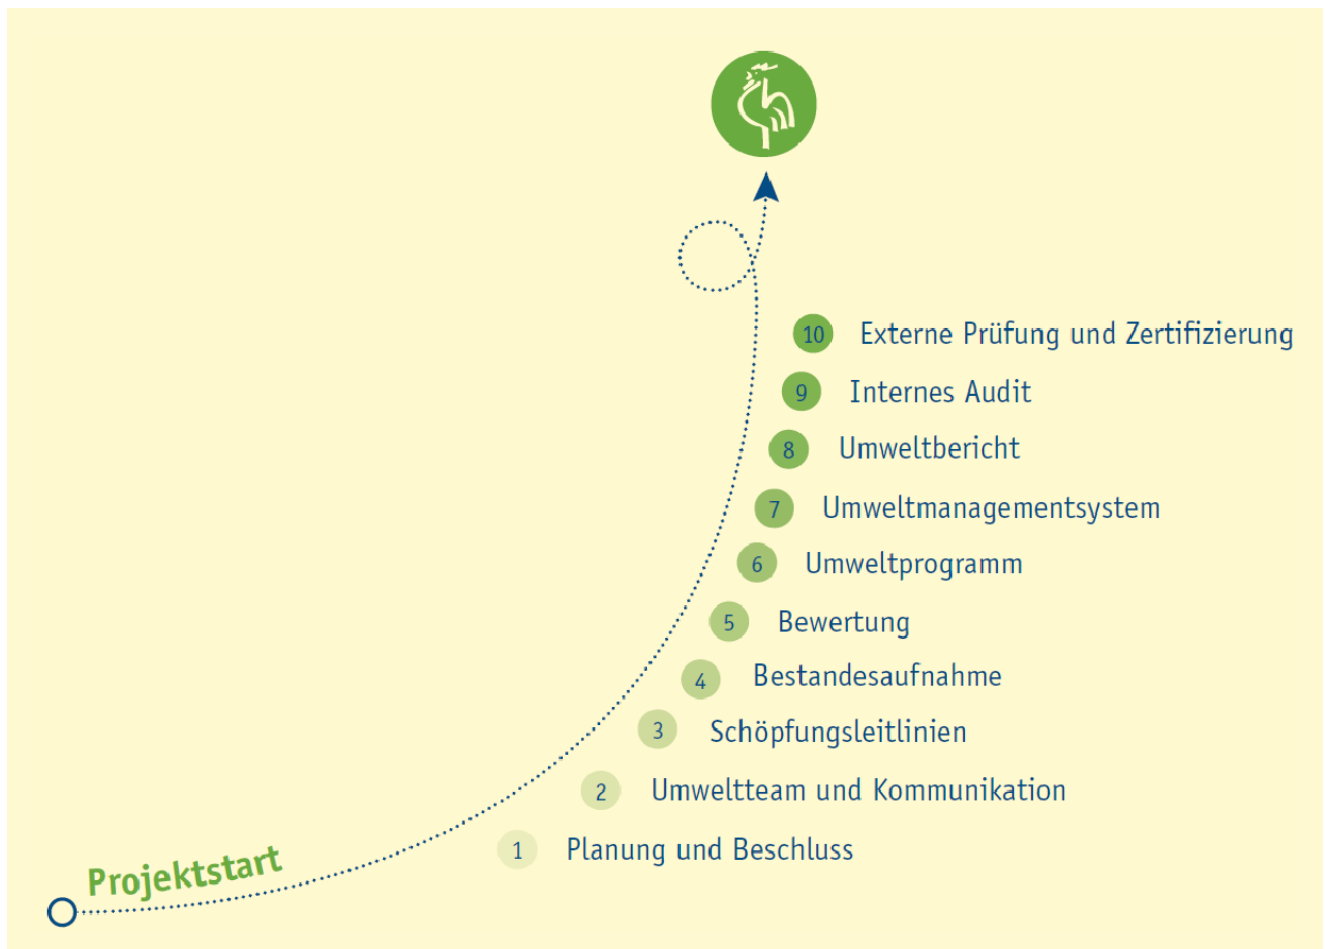 10 Externe Prüfung und Zertifizierung
9 Internes Audit
8 Umweltbericht
7 Umweltmanagementsystem
6 Umweltprogramm
5 Bewertung
4 Bestandesaufnahme
3 Schöpfungsleitlinien
2 Umweltteam und Kommunikation
1 Planung und Beschluss
Projektstart